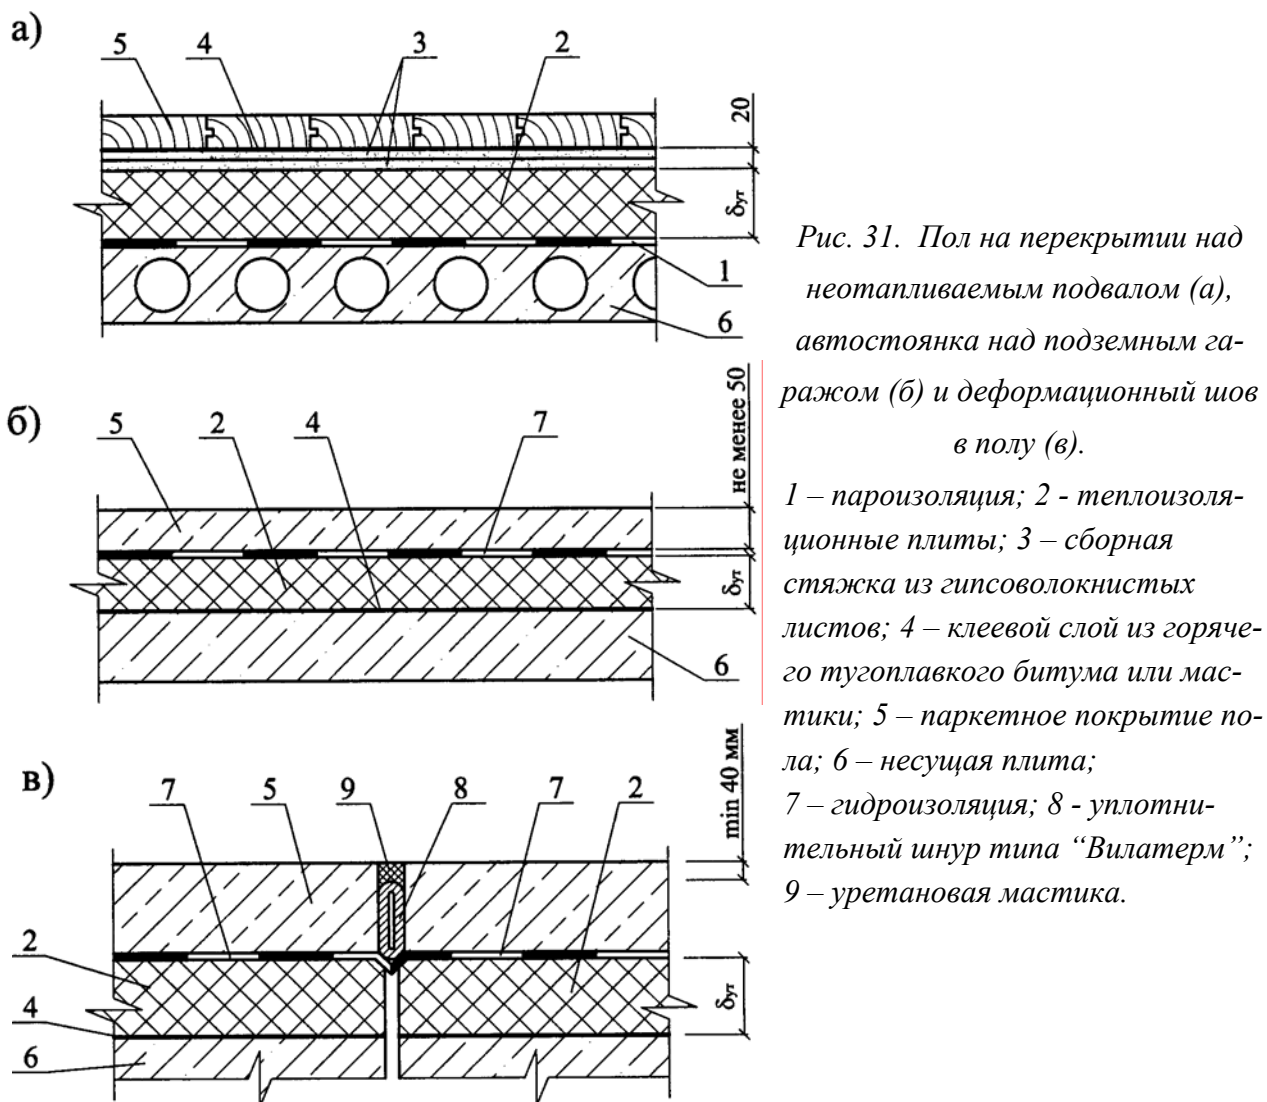 а)
5 4 3 2
20
δут
1
6
б)
5 2 4 7
не менее 50
δут
6
в)
7 5 9 8 7 2
min 40 мм
2
4
6
δут
Рис. 31. Пол на перекрытии над
неотапливаемым подвалом (а),
автостоянка над подземным га-
ражом (б) и деформационный шов
в полу (в).
1 – пароизоляция; 2 - теплоизоля-
ционные плиты; 3 – сборная
стяжка из гипсоволокнистых
листов; 4 – клеевой слой из горяче-
го тугоплавкого битума или мас-
тики; 5 – паркетное покрытие по-
ла; 6 – несущая плита;
7 – гидроизоляция; 8 - уплотни-
тельный шнур типа “Вилатерм”;
9 – уретановая мастика.